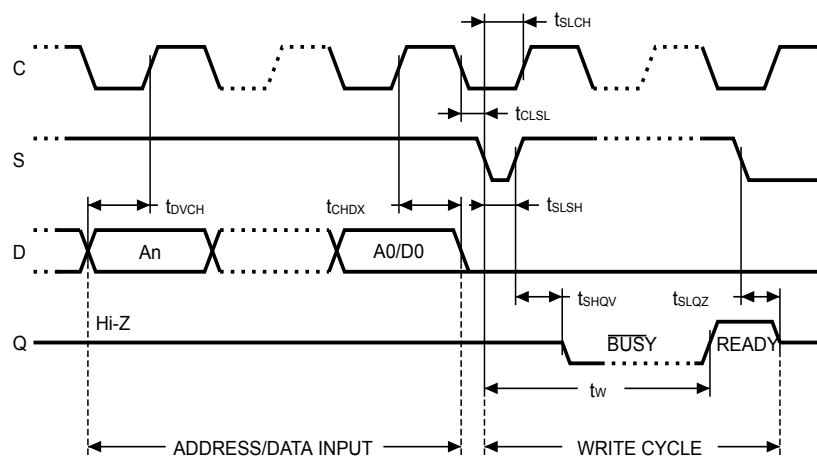 tSLCH
C
tCLSL
S
tDVCH tCHDX tSLSH
D An A0/D0
tSHQV tSLQZ
Hi-Z
Q BUSY READY
tW
ADDRESS/DATA INPUT WRITE CYCLE